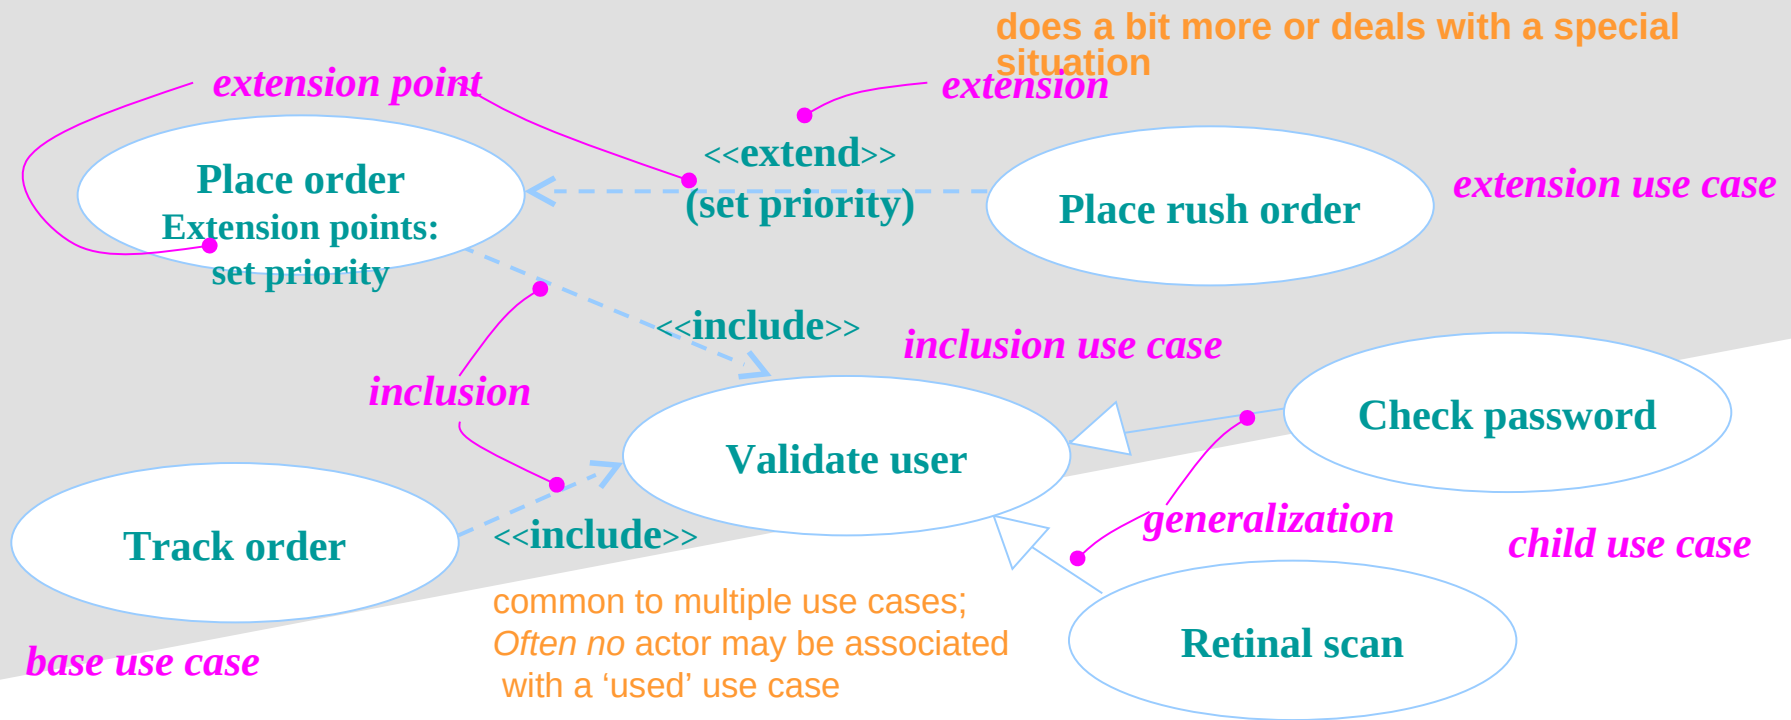 does a bit more or deals with a special
situation
extension point
extension
<<extend>>
(set priority)
Place order
Extension points:
set priority
Place rush order
extension use case
<<include>>
inclusion use case
inclusion
Check password
Validate user
Track order
<<include>>
generalization
child use case
common to multiple use cases;
Often no actor may be associated
with a ‘used’ use case
Retinal scan
base use case